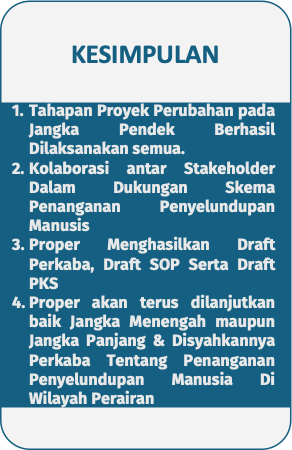 KESIMPULAN
1. Tahapan Proyek Perubahan pada
Jangka Pendek Berhasil
Dilaksanakan semua.
2. Kolaborasi antar Stakeholder
Dalam Dukungan Skema
Penanganan Penyelundupan
Manusis
3. Proper Menghasilkan Draft
Perkaba, Draft SOP Serta Draft
PKS
4. Proper akan terus dilanjutkan
baik Jangka Menengah maupun
Jangka Panjang & Disyahkannya
Perkaba Tentang Penanganan
Penyelundupan Manusia Di
Wilayah Perairan